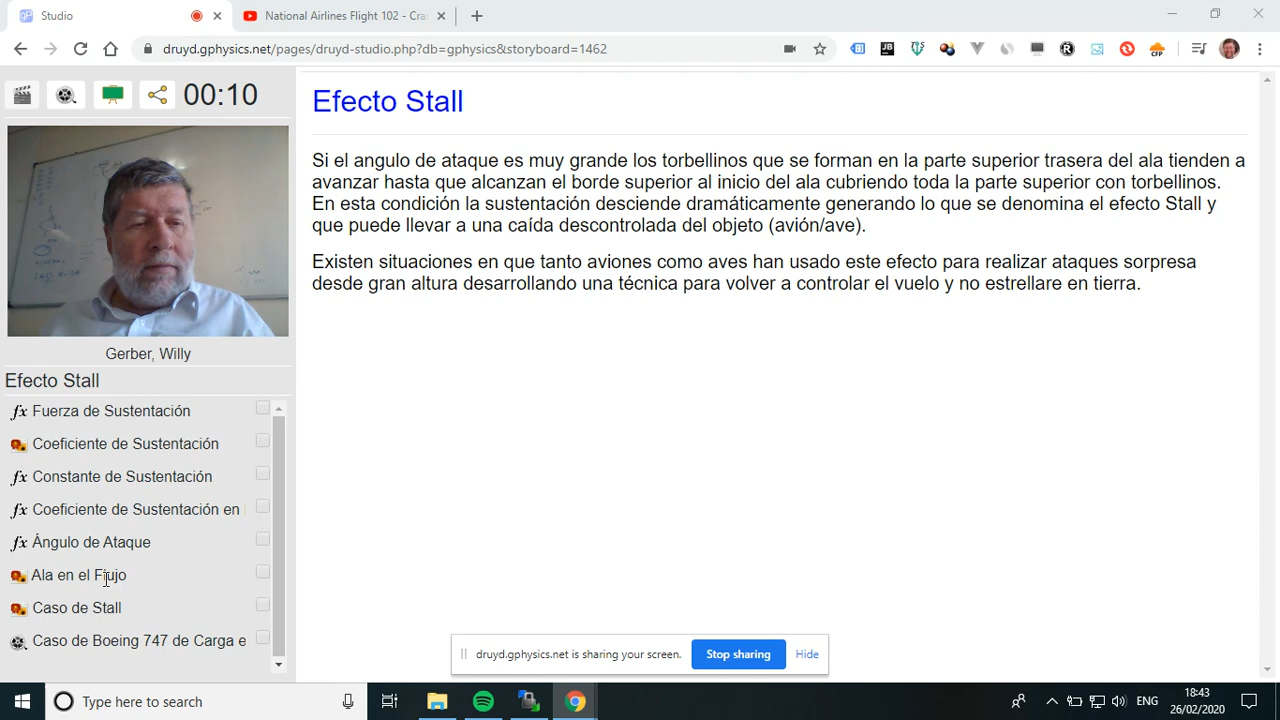 Studio
National Airlines Flight 102 - Cra
druyd.gphysics.net/pages/druyd-studio.php?db=gphysics&storyboard=1462
00:10
Gerber, Willy
Efecto Stall
fx Fuerza de Sustentación
Coeficiente de Sustentación
fx Constante de Sustentación
fx Coeficiente de Sustentación en
fx Ángulo de Ataque
Ala en el Flujo
Caso de Stall
Caso de Boeing 747 de Carga e
Efecto Stall
Si el angulo de ataque es muy grande los torbellinos que se forman en la parte superior trasera del ala tienden a
avanzar hasta que alcanzan el borde superior al inicio del ala cubriendo toda la parte superior con torbellinos.
En esta condición la sustentación desciende dramáticamente generando lo que se denomina el efecto Stall y
que puede llevar a una caída descontrolada del objeto (avión/ave).
Existen situaciones en que tanto aviones como aves han usado este efecto para realizar ataques sorpresa
desde gran altura desarrollando una técnica para volver a controlar el vuelo y no estrellare en tierra.
druyd.gphysics.net is sharing your screen.
Stop sharing
Hide
Type here to search
ENG
18:43
26/02/2020